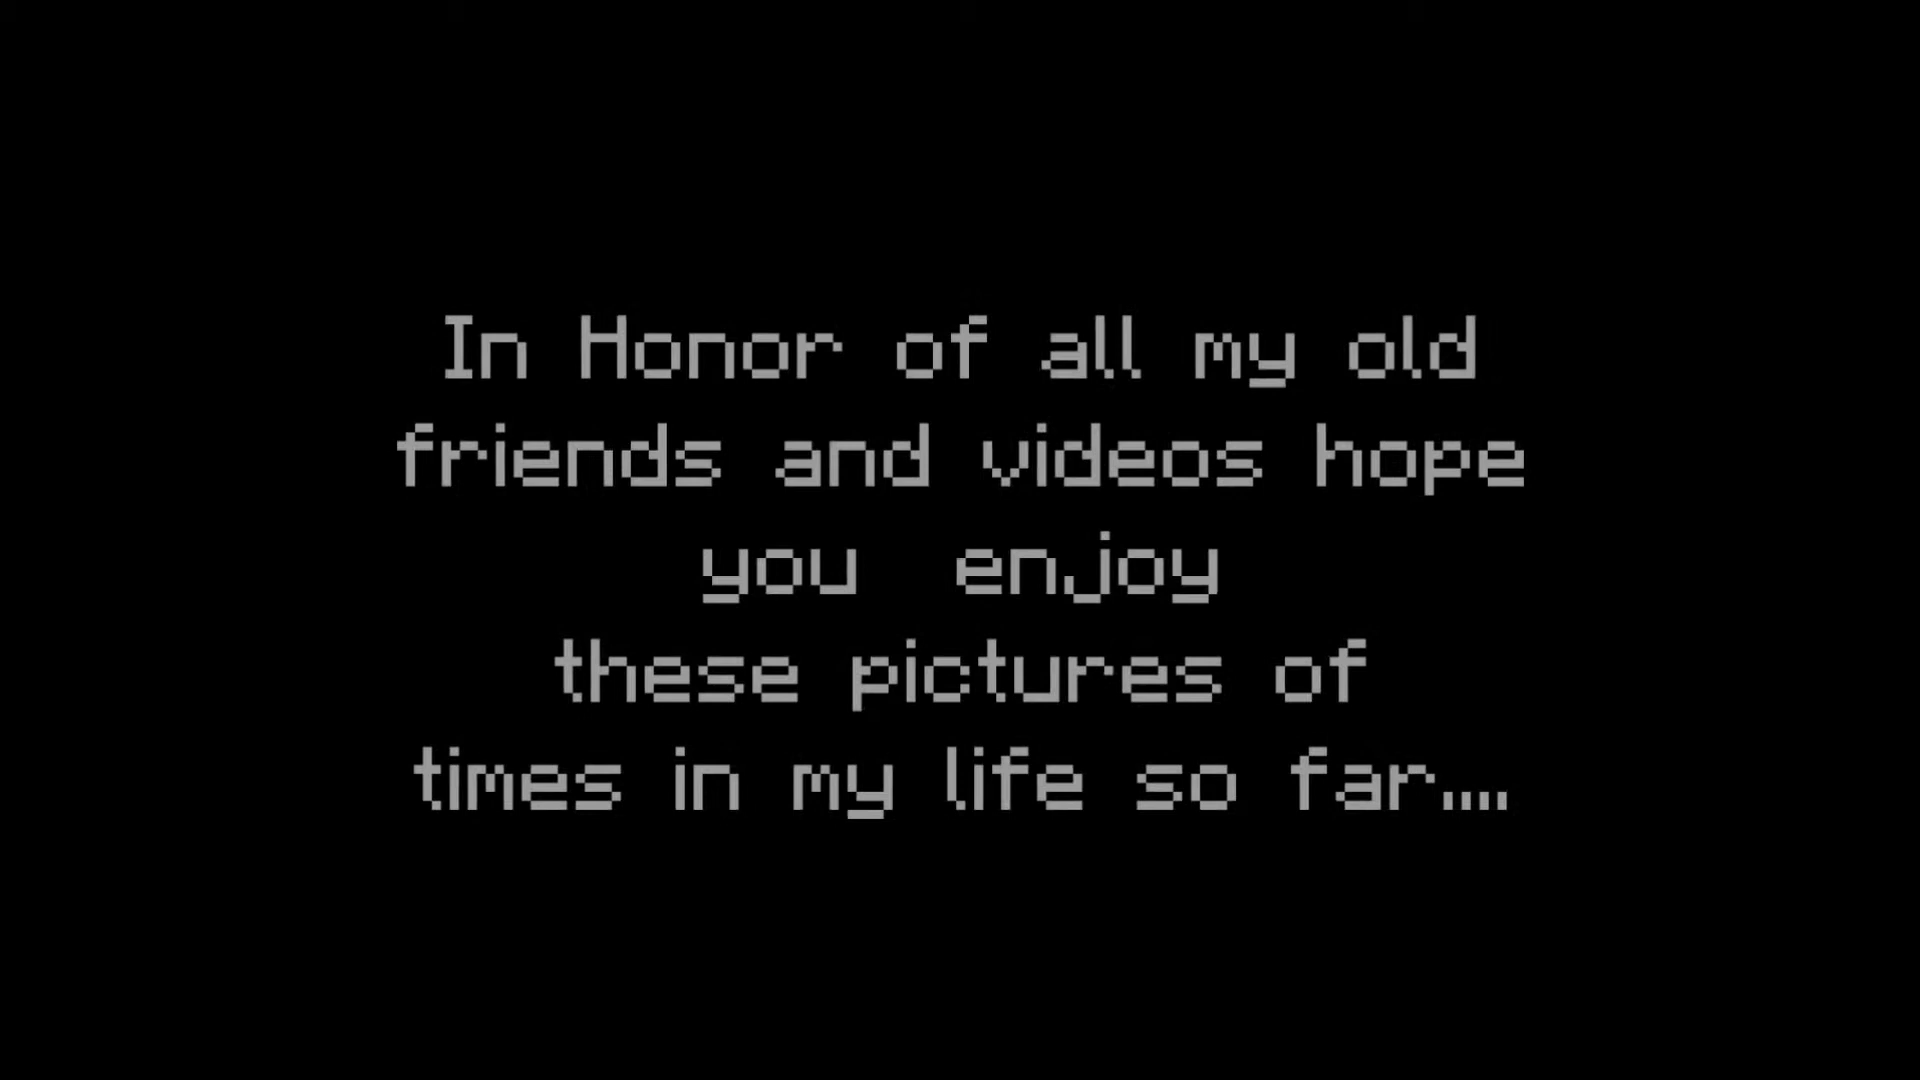 In Honor of all my old
friends and videos hope
you enjoy
these pictures of
times in my life so far....